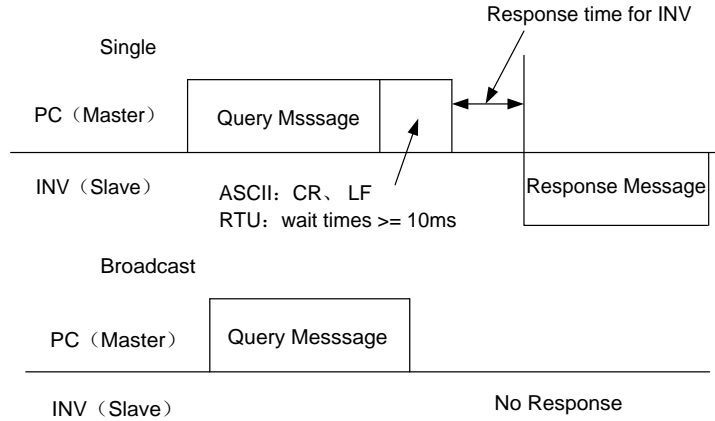 Response time for INV
Single
PC（Master）
Query Msssage
INV（Slave）
ASCII：CR、 LF
RTU：wait times >= 10ms
Response Message
Broadcast
PC（Master）
Query Messsage
INV（Slave）
No Response